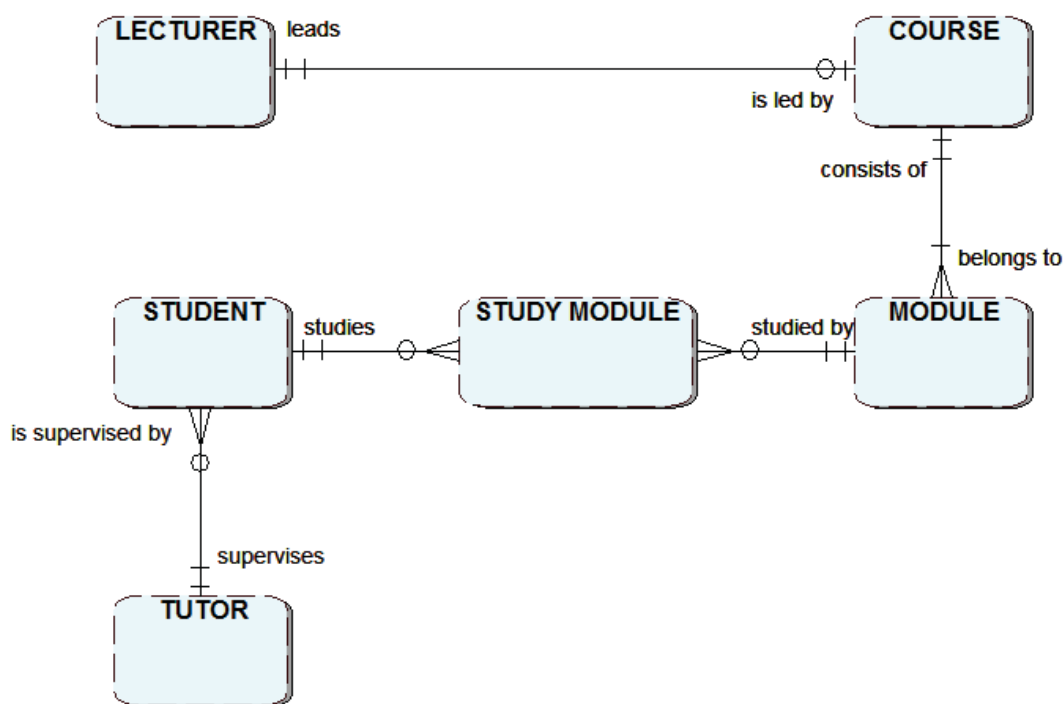 LECTURER
leads
COURSE
is led by
consists of
belongs to
STUDENT
studies
STUDY MODULE
studied by
MODULE
is supervised by
supervises
TUTOR